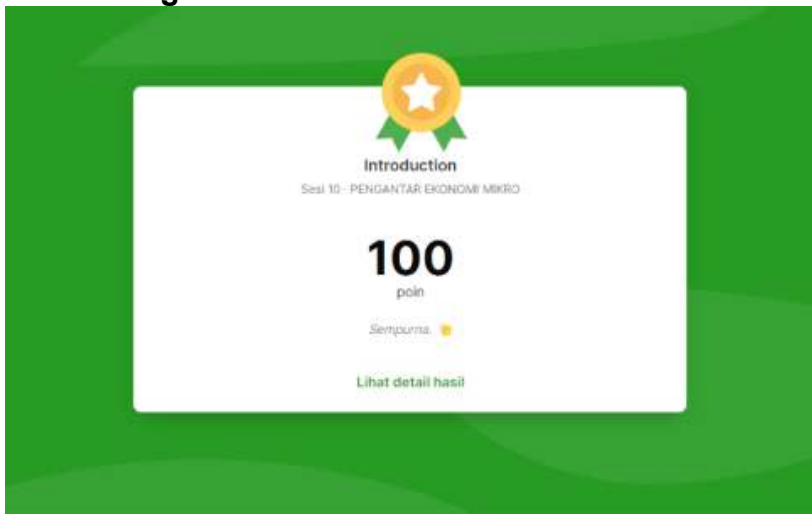 Introduction
Sesi 10 · PENGANTAR EKONOMI MIKRO
100
poin
Sempurna.
Lihat detail hasil